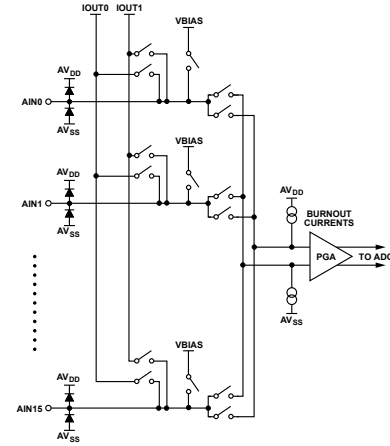 IOUT0 IOUT1
VBIAS
AVDD
AIN0
AVSS
VBIAS
AVDD
AIN1
AVSS
AVDD
BURNOUT
CURRENTS
PGA
TO ADC
AVSS
VBIAS
AVDD
AIN15
AVSS